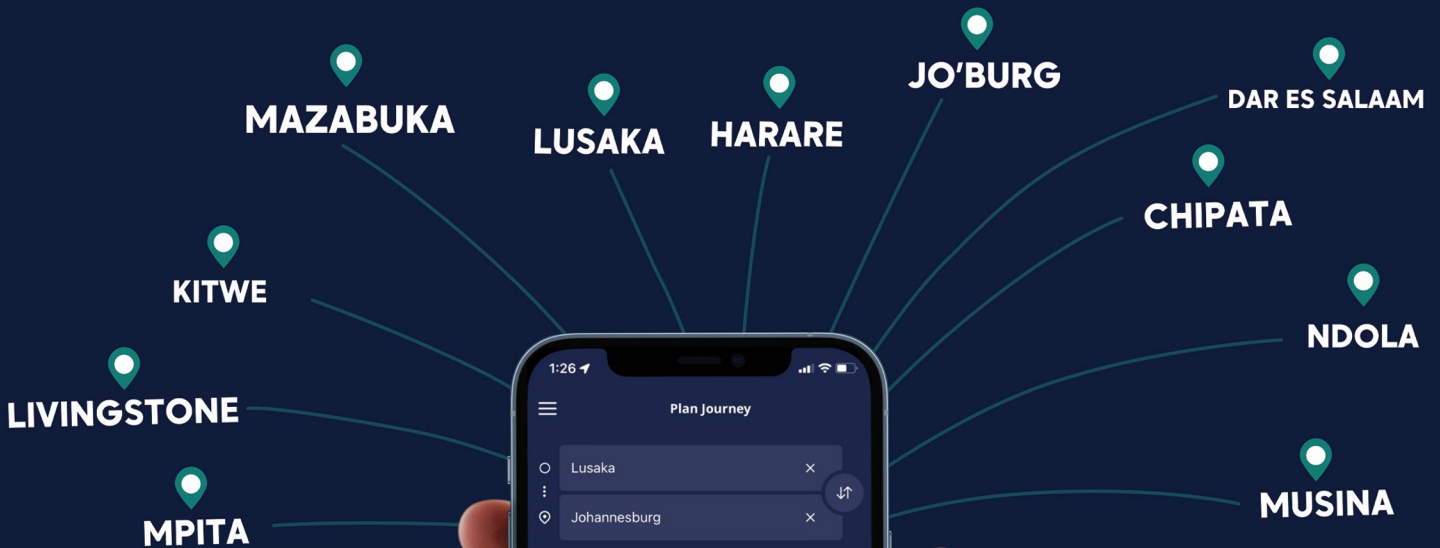 JO'BURG
DAR ES SALAAM
MAZABUKA
LUSAKA
HARARE
CHIPATA
KITWE
NDOLA
LIVINGSTONE
MUSINA
MPITA
1:26
Plan Journey
Lusaka
Johannesburg